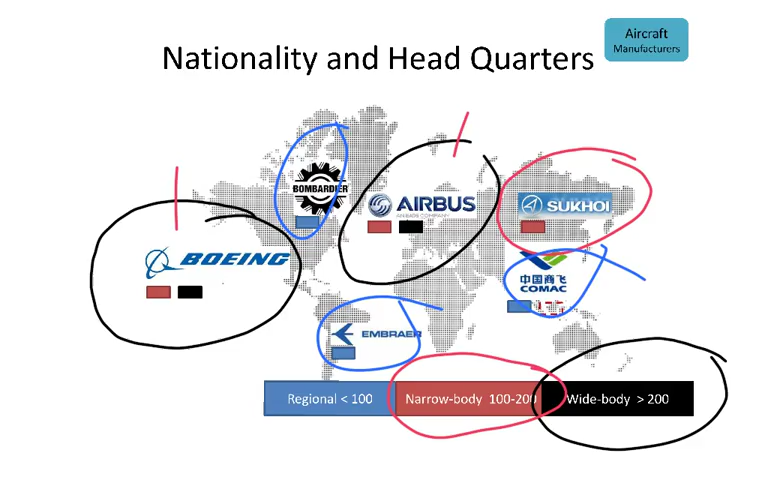 Aircraft
Manufacturers
Nationality and Head Quarters
BOMBARDIER
AIRBUS
SUKHOI
BOEING
中国商飞
COMAC
EMBRAER
Regional < 100
Narrow-body 100-200
Wide-body > 200